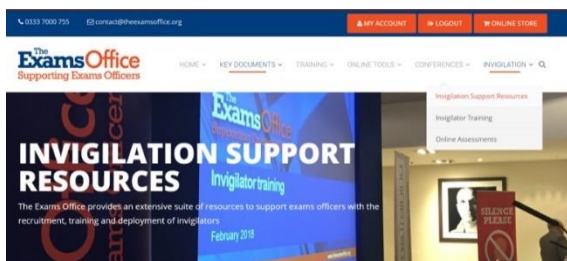 0333 7000 755 contact@theexamsoffice.org MY ACCOUNT LOGOUT ONLINE STORE
The
ExamsOffice
Supporting Exams Officers
HOME KEY DOCUMENTS TRAINING ONLINE TOOLS CONFERENCES INVIGILATION
Invigilation Support Resources
Invigilator Training
Online Assessments
The
ExamsOffice
INVIGILATION SUPPORT
RESOURCES
Invigilator training
The Exams Office provides an extensive suite of resources to support exams officers with the
recruitment, training and deployment of invigilators
February 2018
SILENCE
PLEASE